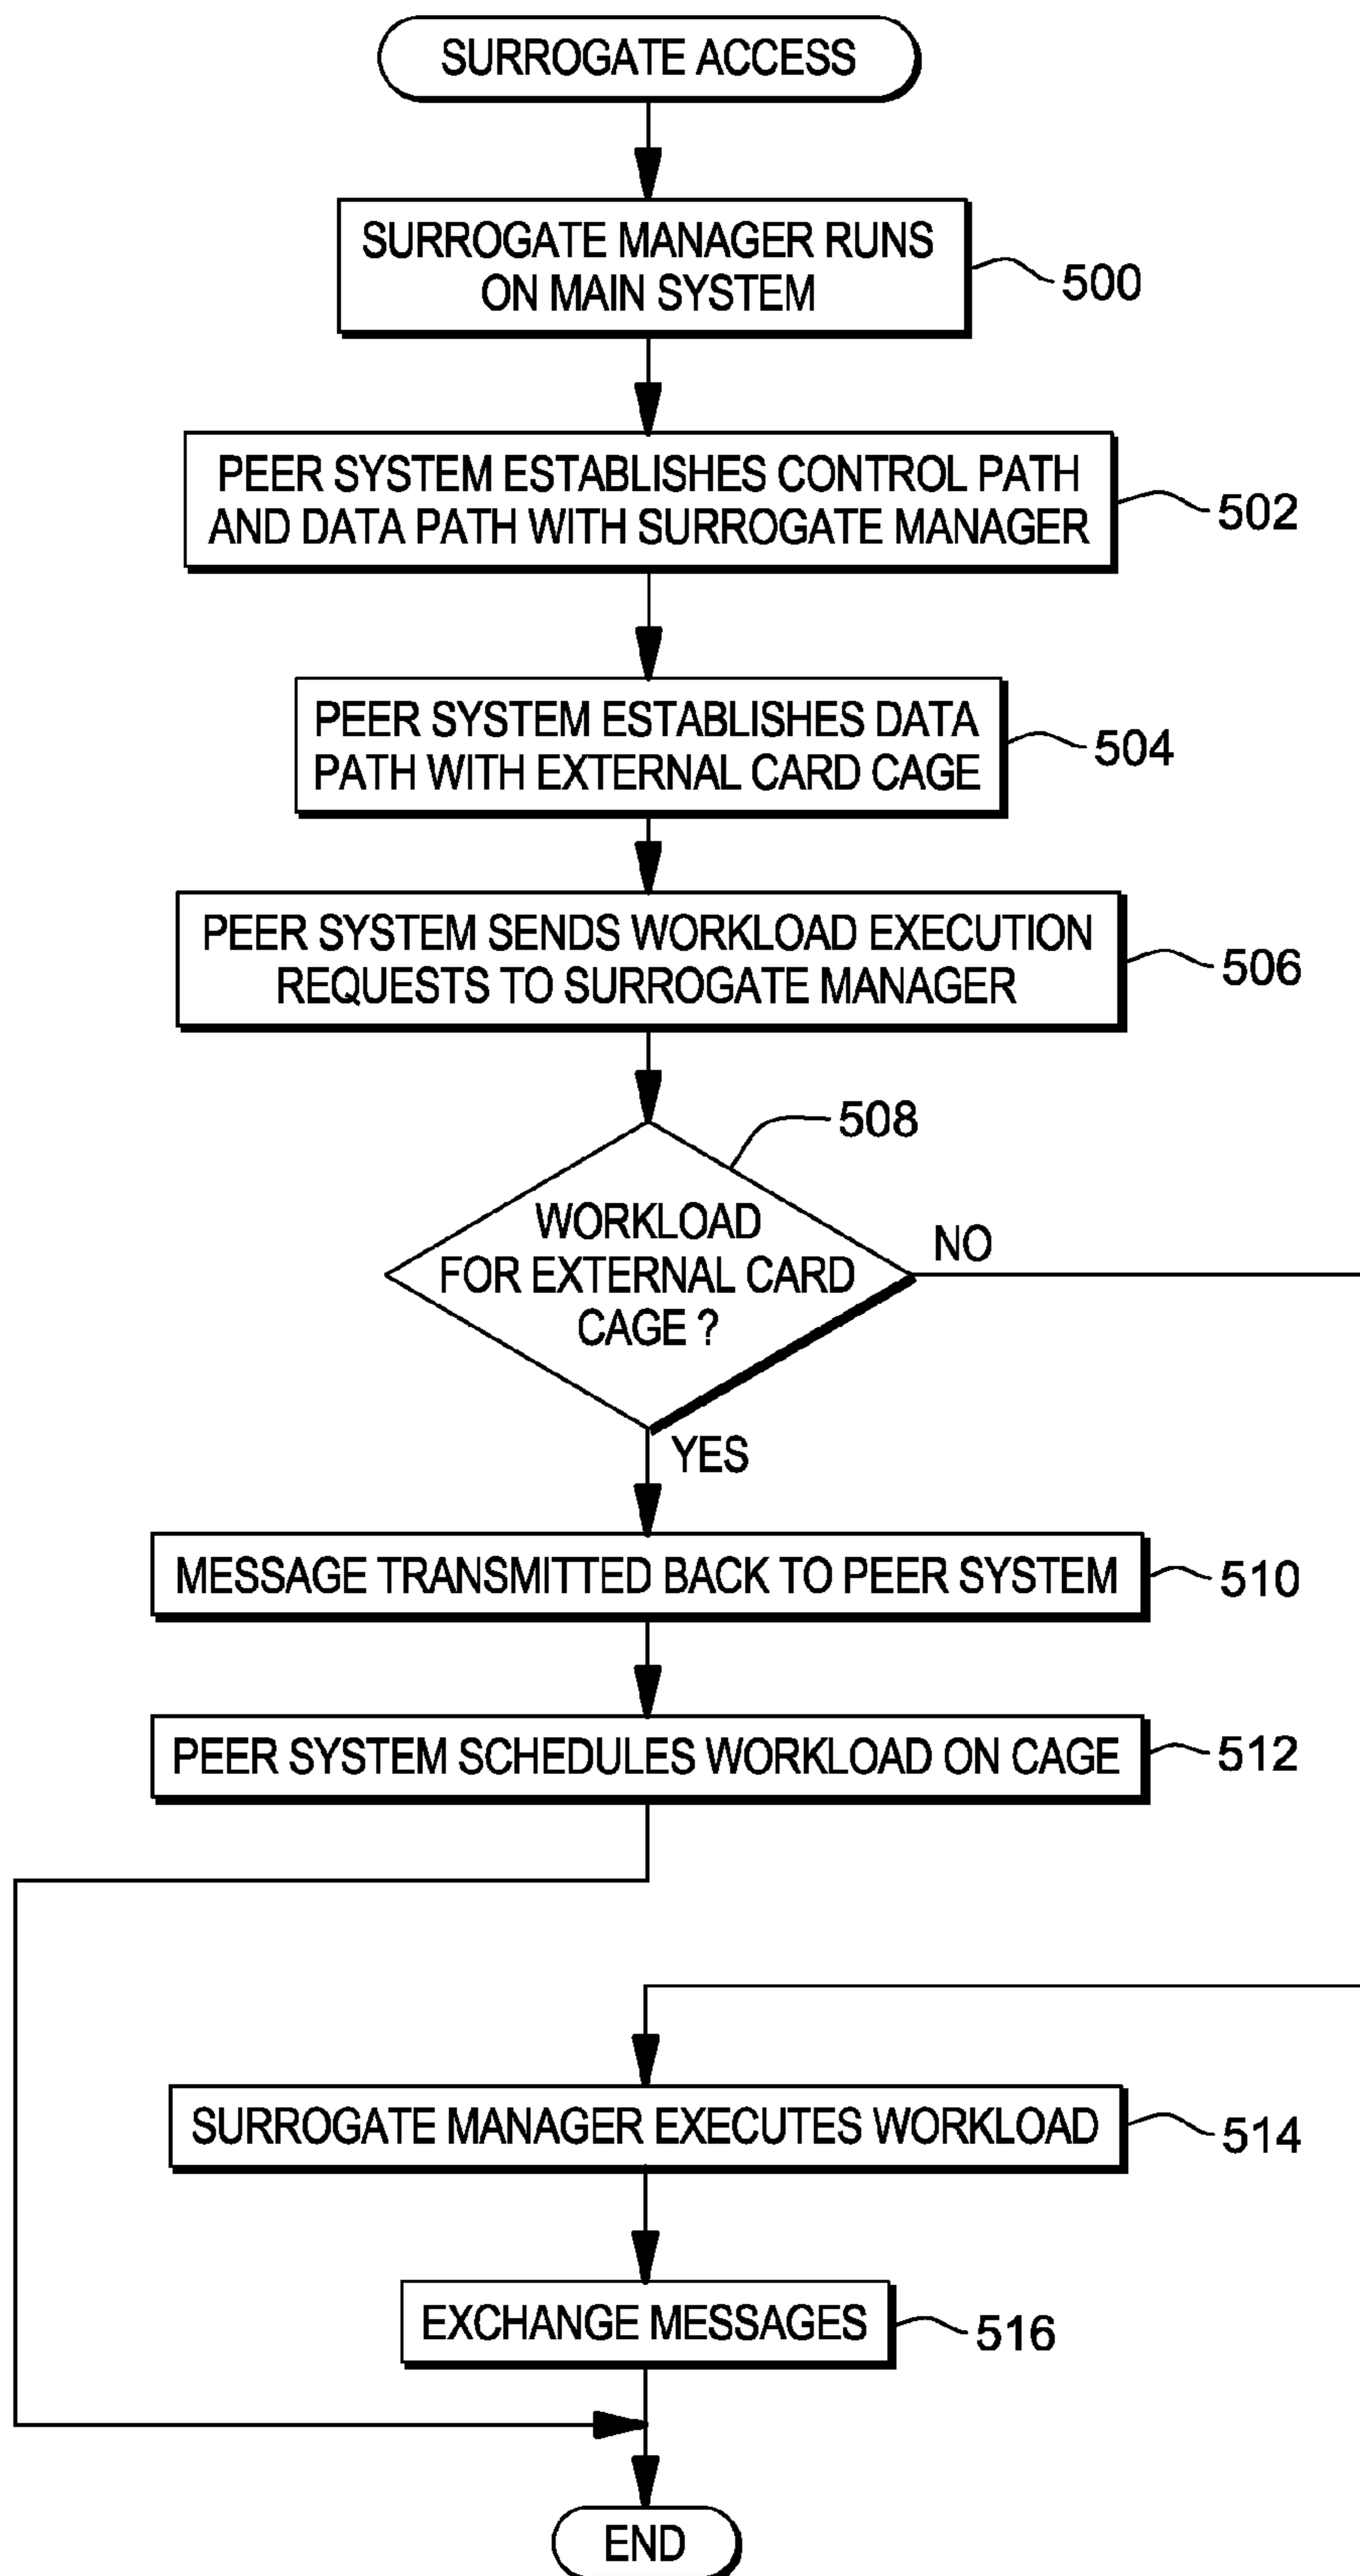 SURROGATE ACCESS
SURROGATE MANAGER RUNS
ON MAIN SYSTEM
500
PEER SYSTEM ESTABLISHES CONTROL PATH
AND DATA PATH WITH SURROGATE MANAGER
502
PEER SYSTEM ESTABLISHES DATA
PATH WITH EXTERNAL CARD CAGE
504
PEER SYSTEM SENDS WORKLOAD EXECUTION
REQUESTS TO SURROGATE MANAGER
506
508
WORKLOAD
FOR EXTERNAL CARD
CAGE ?
NO
YES
MESSAGE TRANSMITTED BACK TO PEER SYSTEM
510
PEER SYSTEM SCHEDULES WORKLOAD ON CAGE
512
SURROGATE MANAGER EXECUTES WORKLOAD
514
EXCHANGE MESSAGES
516
END